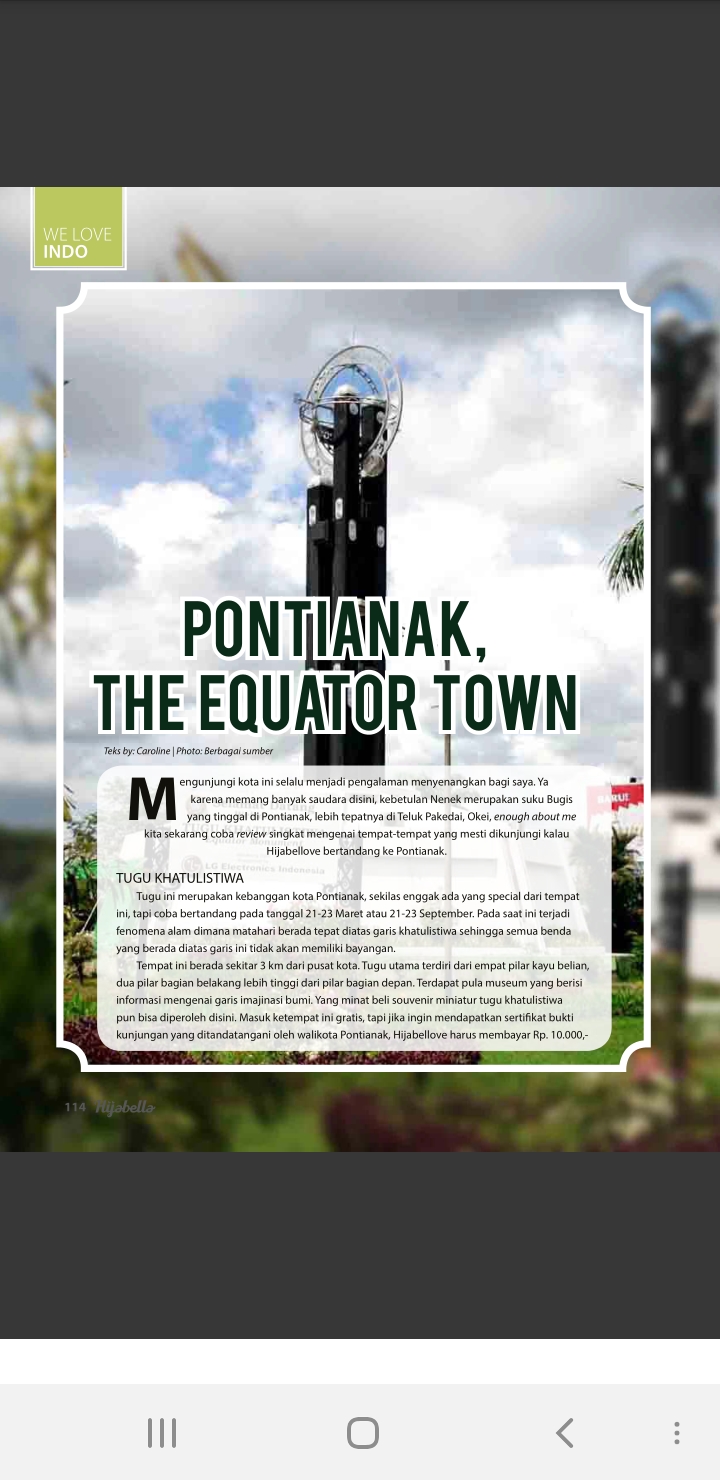 WE LOVE
INDO
PONTIANAK,
THE EQUATOR TOWN
Teks by: Caroline | Photo: Berbagai sumber
Mengunjungi kota ini selalu menjadi pengalaman menyenangkan bagi saya. Ya
karena memang banyak saudara disini, kebetulan Nenek merupakan suku Bugis
yang tinggal di Pontianak, lebih tepatnya di Teluk Pakedai, Okei, enough about me
kita sekarang coba review singkat mengenai tempat-tempat yang mesti dikunjungi kalau
Hijabellove bertandang ke Pontianak.
TUGU KHATULISTIWA
Tugu ini merupakan kebanggan kota Pontianak, sekilas enggak ada yang special dari tempat
ini, tapi coba bertandang pada tanggal 21-23 Maret atau 21-23 September. Pada saat ini terjadi
fenomena alam dimana matahari berada tepat diatas garis khatulistiwa sehingga semua benda
yang berada diatas garis ini tidak akan memiliki bayangan.
Tempat ini berada sekitar 3 km dari pusat kota. Tugu utama terdiri dari empat pilar kayu belian,
dua pilar bagian belakang lebih tinggi dari pilar bagian depan. Terdapat pula museum yang berisi
informasi mengenai garis imajinasi bumi. Yang minat beli souvenir miniatur tugu khatulistiwa
pun bisa diperoleh disini. Masuk ketempat ini gratis, tapi jika ingin mendapatkan sertifikat bukti
kunjungan yang ditandatangani oleh walikota Pontianak, Hijabellove harus membayar Rp. 10.000,-
BARU!
LG Electronics Indonesia
114 Hijabella